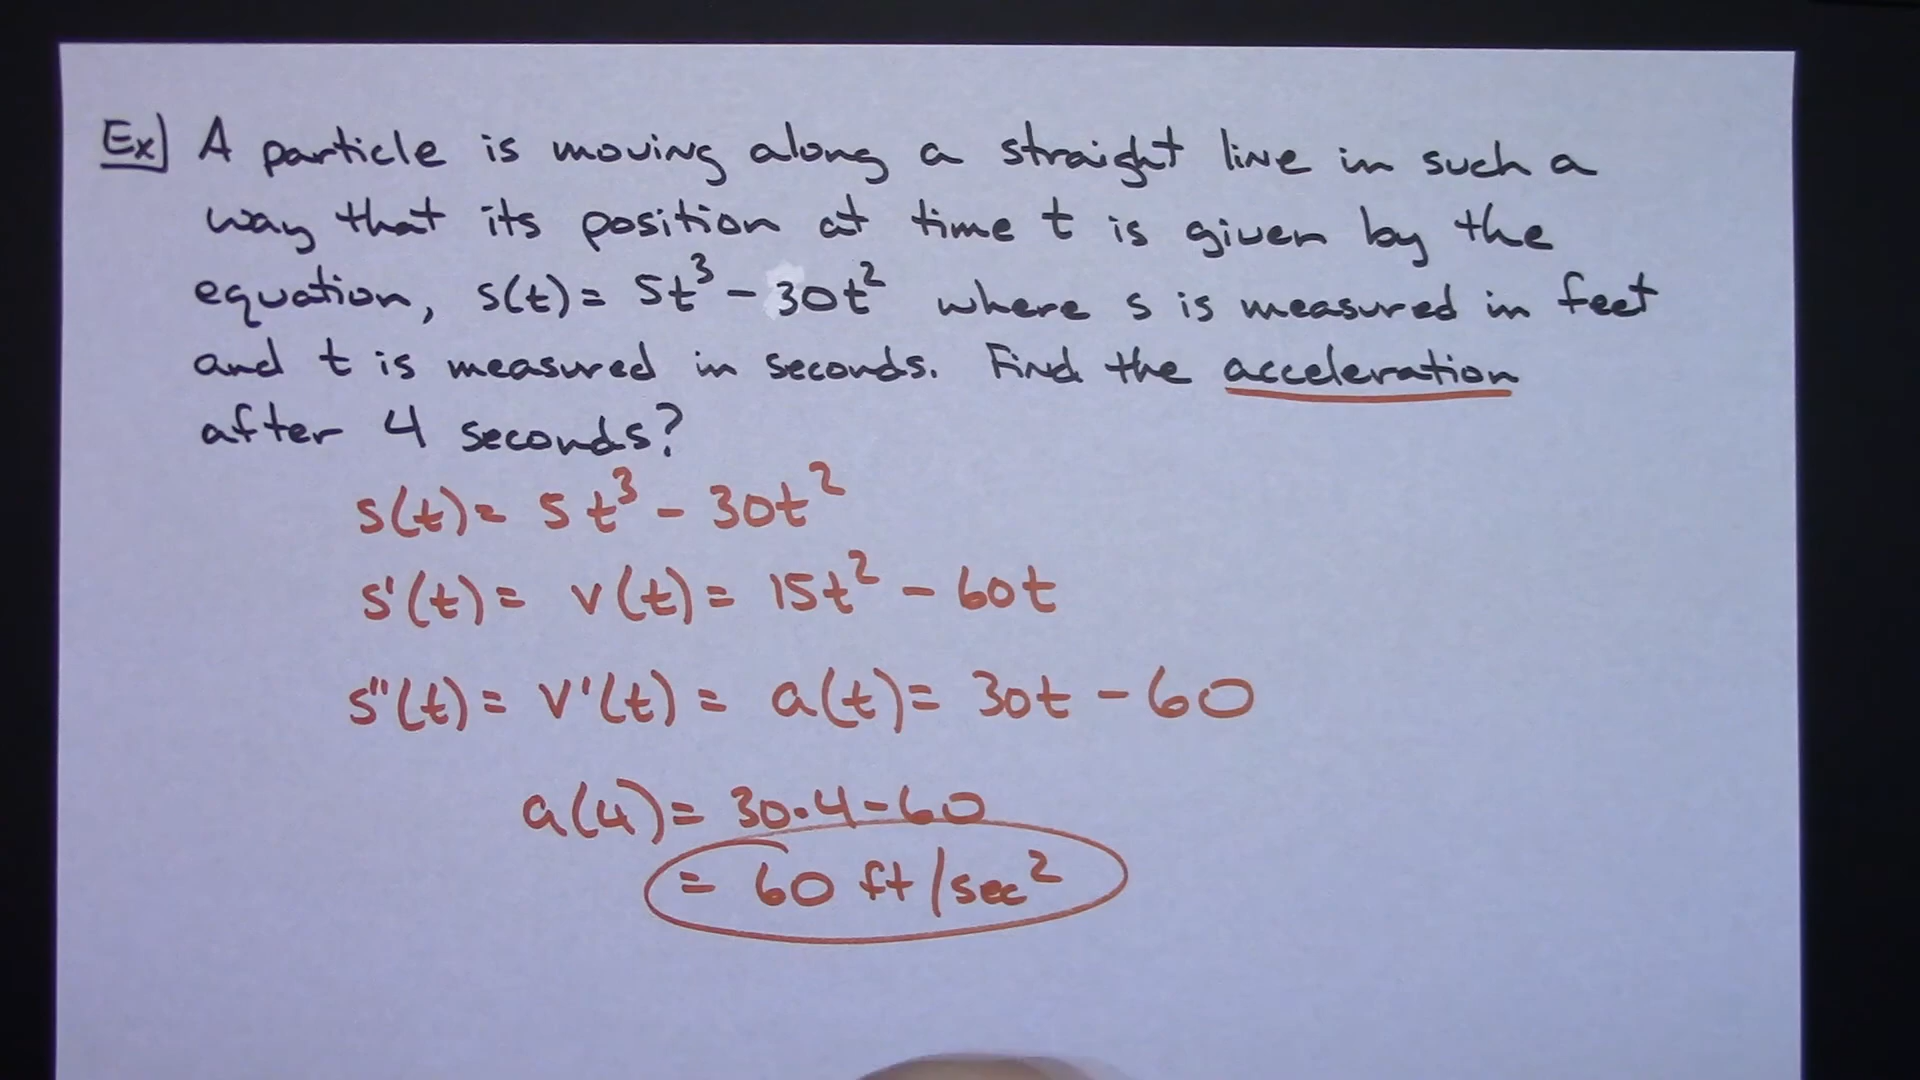 Ex) A particle is moving along a straight line in such a
way that its position at time t is given by the
equation, s(t) = 5t³ - 30t² where s is measured in feet
and t is measured in seconds. Find the acceleration
after 4 seconds?
s(t) = 5t³ - 30t²
s'(t) = v(t) = 15t² - 60t
s''(t) = v'(t) = a(t) = 30t - 60
a(4) = 30·4 - 60
= 60 ft/sec²